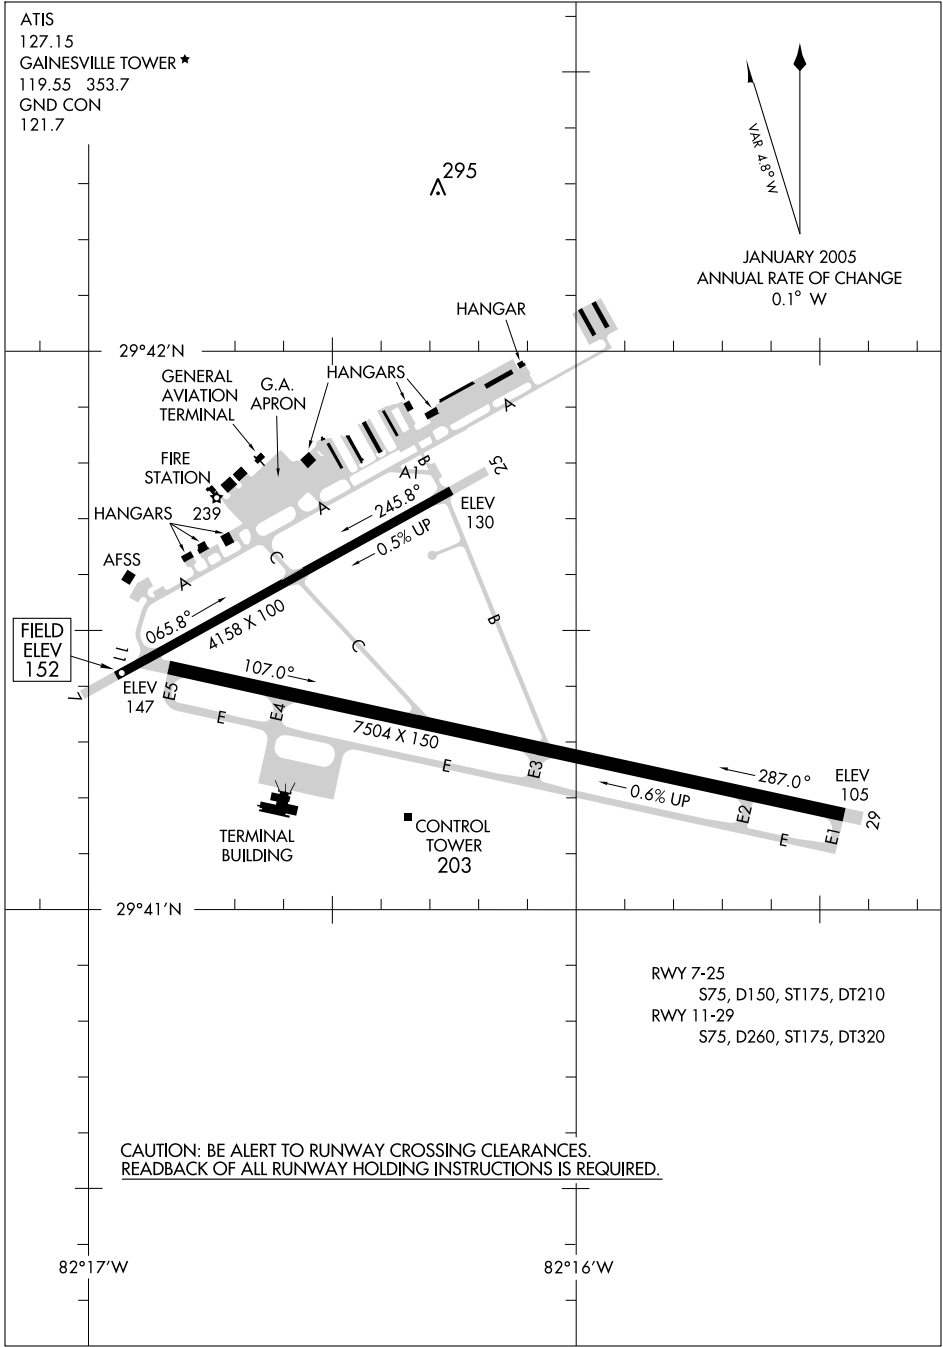 ATIS
127.15
GAINESVILLE TOWER★
119.55 353.7
GND CON
121.7
295
VAR 4.8° W
JANUARY 2005
ANNUAL RATE OF CHANGE
0.1° W
HANGAR
29°42'N
GENERAL
AVIATION
TERMINAL
G.A.
APRON
HANGARS
A
FIRE
STATION
239
A1
B
25
A
245.8°
0.5% UP
ELEV
130
HANGARS
AFSS
A
C
065.8°
4158 X 100
B
C
FIELD
ELEV
152
11
7
ELEV
147
E5
107.0°
E
E4
7504 X 150
E
E3
287.0°
0.6% UP
ELEV
105
29
E2
E
E1
TERMINAL
BUILDING
CONTROL
TOWER
203
29°41'N
RWY 7-25
S75, D150, ST175, DT210
RWY 11-29
S75, D260, ST175, DT320
CAUTION: BE ALERT TO RUNWAY CROSSING CLEARANCES.
READBACK OF ALL RUNWAY HOLDING INSTRUCTIONS IS REQUIRED.
82°17'W
82°16'W